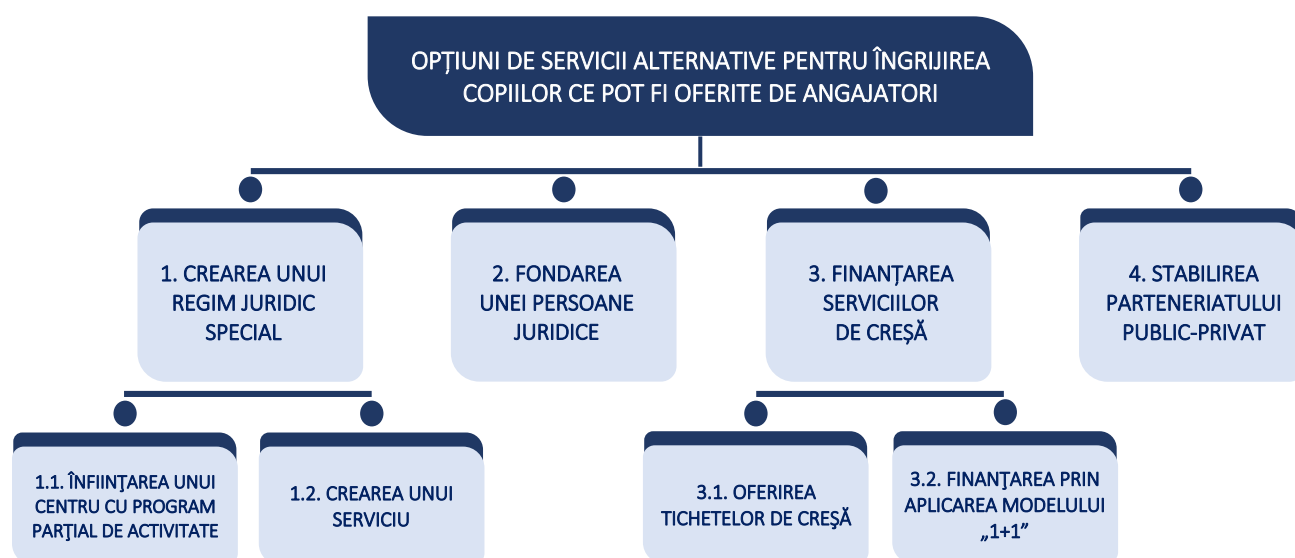 OPȚIUNI DE SERVICII ALTERNATIVE PENTRU ÎNGRIJIREA
COPIILOR CE POT FI OFERITE DE ANGAJATORI
1. CREAREA UNUI
REGIM JURIDIC
SPECIAL
2. FONDAREA
UNEI PERSOANE
JURIDICE
3. FINANȚAREA
SERVICIILOR
DE CREȘĂ
4. STABILIREA
PARTENERIATULUI
PUBLIC-PRIVAT
1.1. ÎNFIINŢAREA UNUI
CENTRU CU PROGRAM
PARŢIAL DE ACTIVITATE
1.2. CREAREA UNUI
SERVICIU
3.1. OFERIREA
TICHETELOR DE CREŞĂ
3.2. FINANŢAREA PRIN
APLICAREA MODELULUI
„1+1”